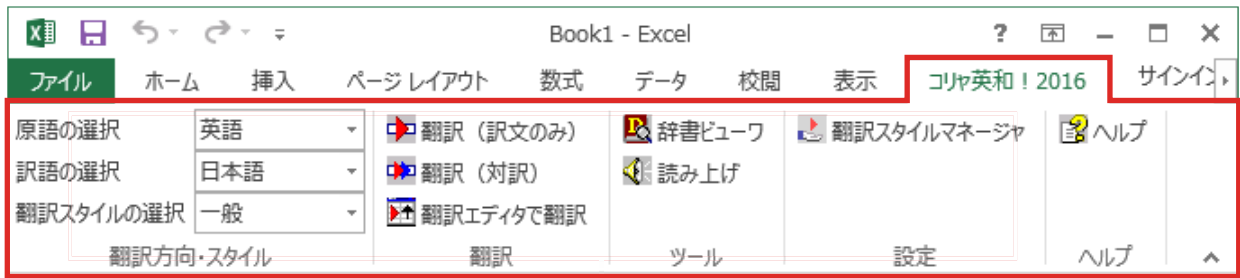 Book1 - Excel
ファイル ホーム 挿入 ページ レイアウト 数式 データ 校閲 表示 コリャ英和！2016 サインイン
原語の選択 英語 翻訳（訳文のみ） 辞書ビューワ 翻訳スタイルマネージャ ヘルプ
訳語の選択 日本語 翻訳（対訳） 読み上げ
翻訳スタイルの選択 一般 翻訳エディタで翻訳
翻訳方向・スタイル 翻訳 ツール 設定 ヘルプ